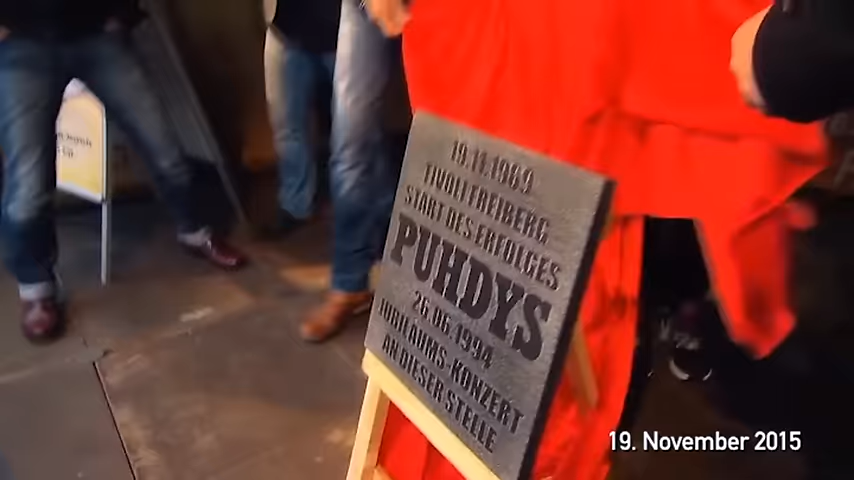 19.11.1969
TIVOLI FREIBERG
START DES ERFOLGES
PUHDYS
26.06.1994
JUBILÄUMS-KONZERT
AN DIESER STELLE
19. November 2015